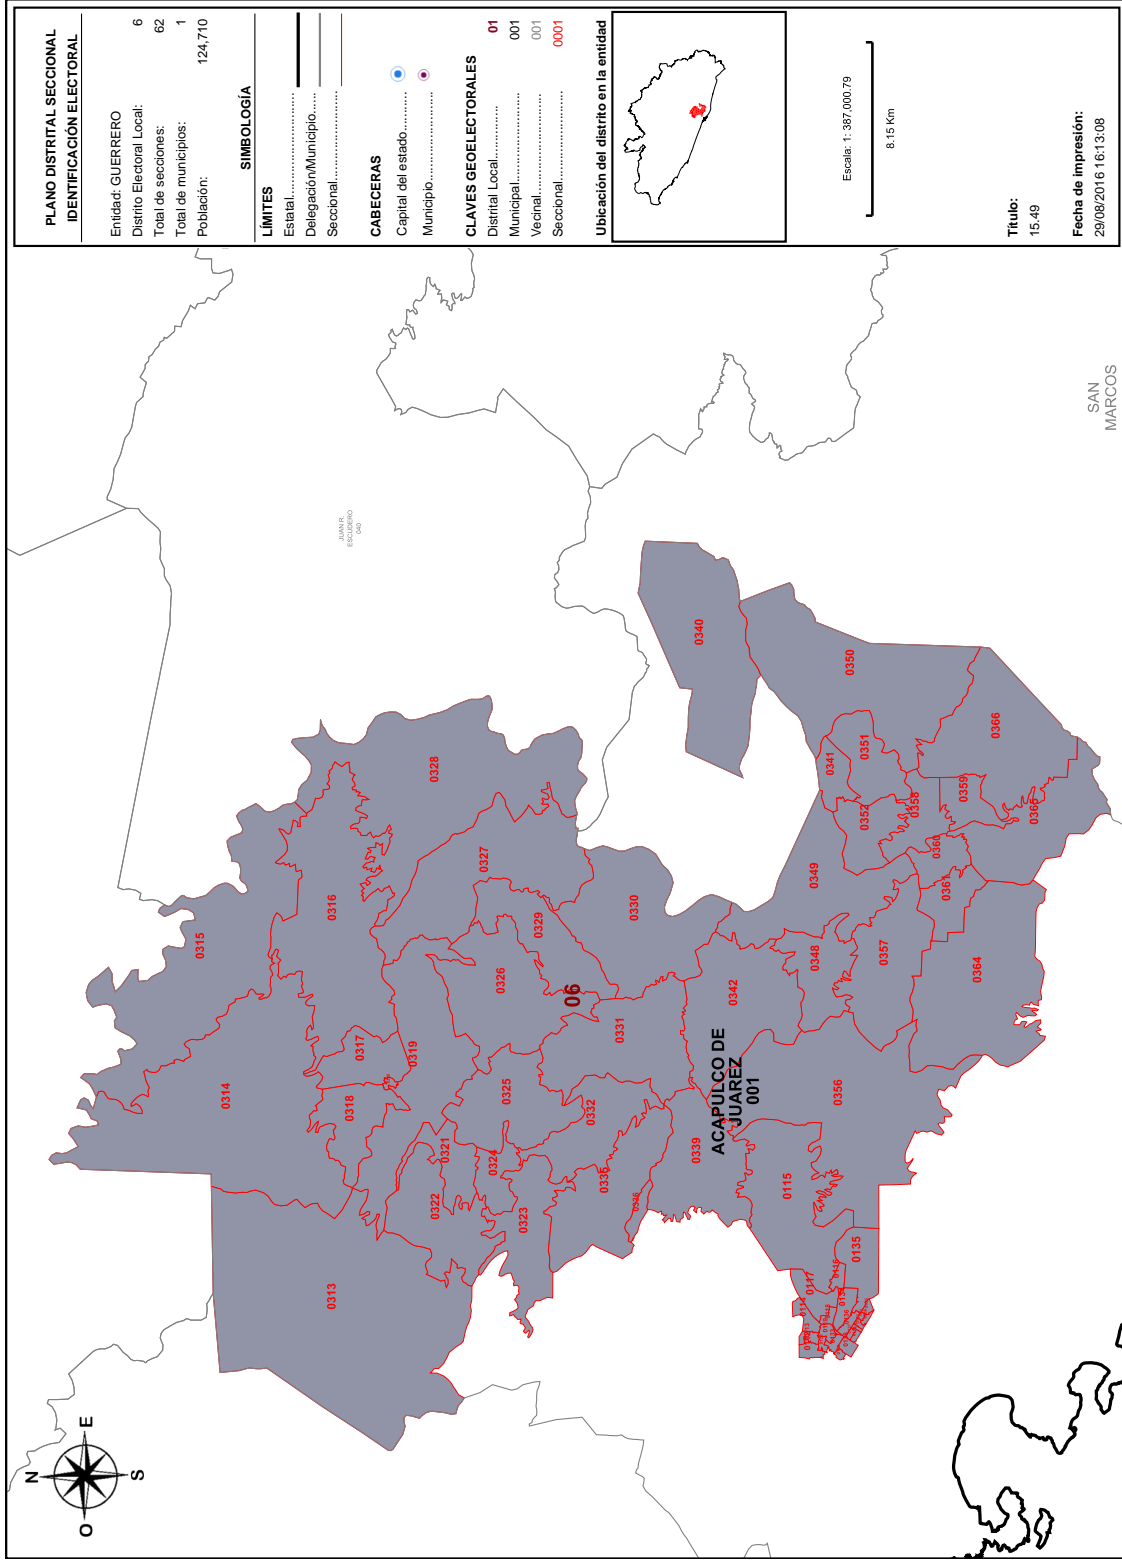 PLANO DISTRITAL SECCIONAL
IDENTIFICACIÓN ELECTORAL
Entidad: GUERRERO
Distrito Electoral Local: 6
Total de secciones: 62
Total de municipios: 1
Población: 124,710
SIMBOLOGÍA
LÍMITES
Estatal
Delegación/Municipio
Seccional
CABECERAS
Capital del estado
Municipio
CLAVES GEOELECTORALES
Distrital Local 01
Municipal 001
Vecinal 001
Seccional 0001
Ubicación del distrito en la entidad
Escala: 1: 387,000.79
8.15 Km
Título:
15.49
Fecha de impresión:
29/08/2016 16:13:08
N
O
E
S
JUAN R.
ESCUDERO
040
SAN
MARCOS
ACAPULCO DE
JUAREZ
001
06
0313
0314
0315
0316
0317
0318
0319
0321
0322
0323
0324
0325
0326
0327
0328
0329
0330
0331
0332
0335
0336
0339
0340
0341
0342
0348
0349
0350
0351
0352
0356
0357
0358
0359
0360
0361
0364
0365
0366
0115
0135
0117
0116
0114